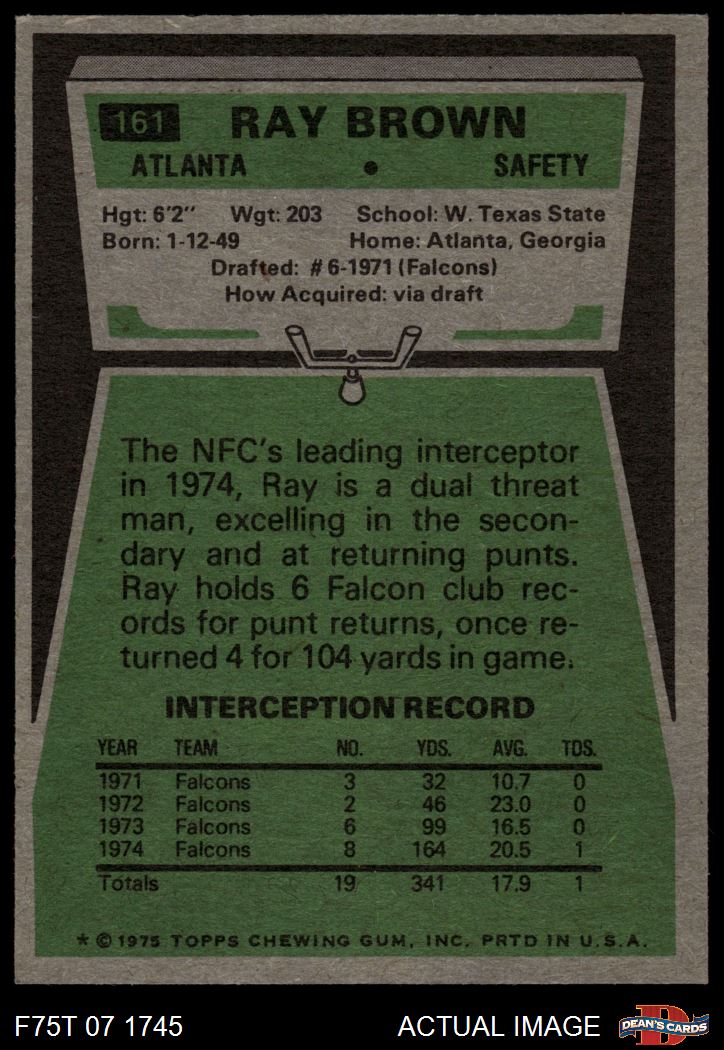 161 RAY BROWN
ATLANTA • SAFETY
Hgt: 6'2" Wgt: 203 School: W. Texas State
Born: 1-12-49 Home: Atlanta, Georgia
Drafted: #6-1971 (Falcons)
How Acquired: via draft
The NFC's leading interceptor
in 1974, Ray is a dual threat
man, excelling in the secon-
dary and at returning punts.
Ray holds 6 Falcon club rec-
ords for punt returns, once re-
turned 4 for 104 yards in game.
INTERCEPTION RECORD
YEAR TEAM NO. YDS. AVG. TDS.
1971 Falcons 3 32 10.7 0
1972 Falcons 2 46 23.0 0
1973 Falcons 6 99 16.5 0
1974 Falcons 8 164 20.5 1
Totals 19 341 17.9 1
* © 1975 TOPPS CHEWING GUM, INC. PRTD IN U.S.A.
F75T 07 1745 ACTUAL IMAGE D DEAN'S CARDS